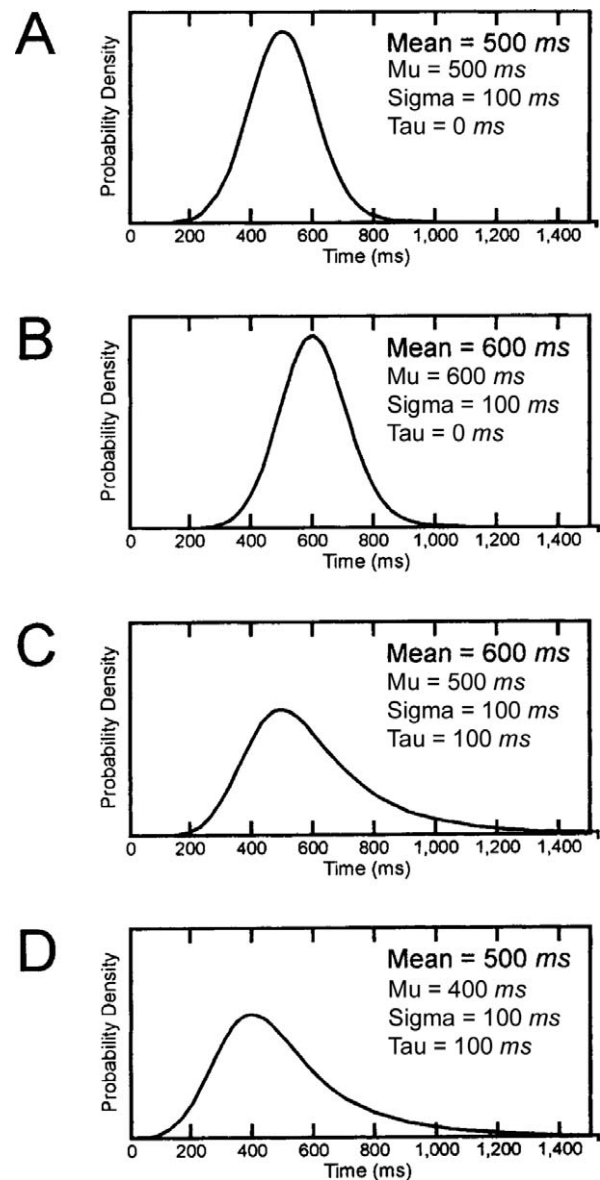 A
Probability Density
Mean = 500 ms
Mu = 500 ms
Sigma = 100 ms
Tau = 0 ms
0 200 400 600 800 1,000 1,200 1,400
Time (ms)
B
Probability Density
Mean = 600 ms
Mu = 600 ms
Sigma = 100 ms
Tau = 0 ms
0 200 400 600 800 1,000 1,200 1,400
Time (ms)
C
Probability Density
Mean = 600 ms
Mu = 500 ms
Sigma = 100 ms
Tau = 100 ms
0 200 400 600 800 1,000 1,200 1,400
Time (ms)
D
Probability Density
Mean = 500 ms
Mu = 400 ms
Sigma = 100 ms
Tau = 100 ms
0 200 400 600 800 1,000 1,200 1,400
Time (ms)